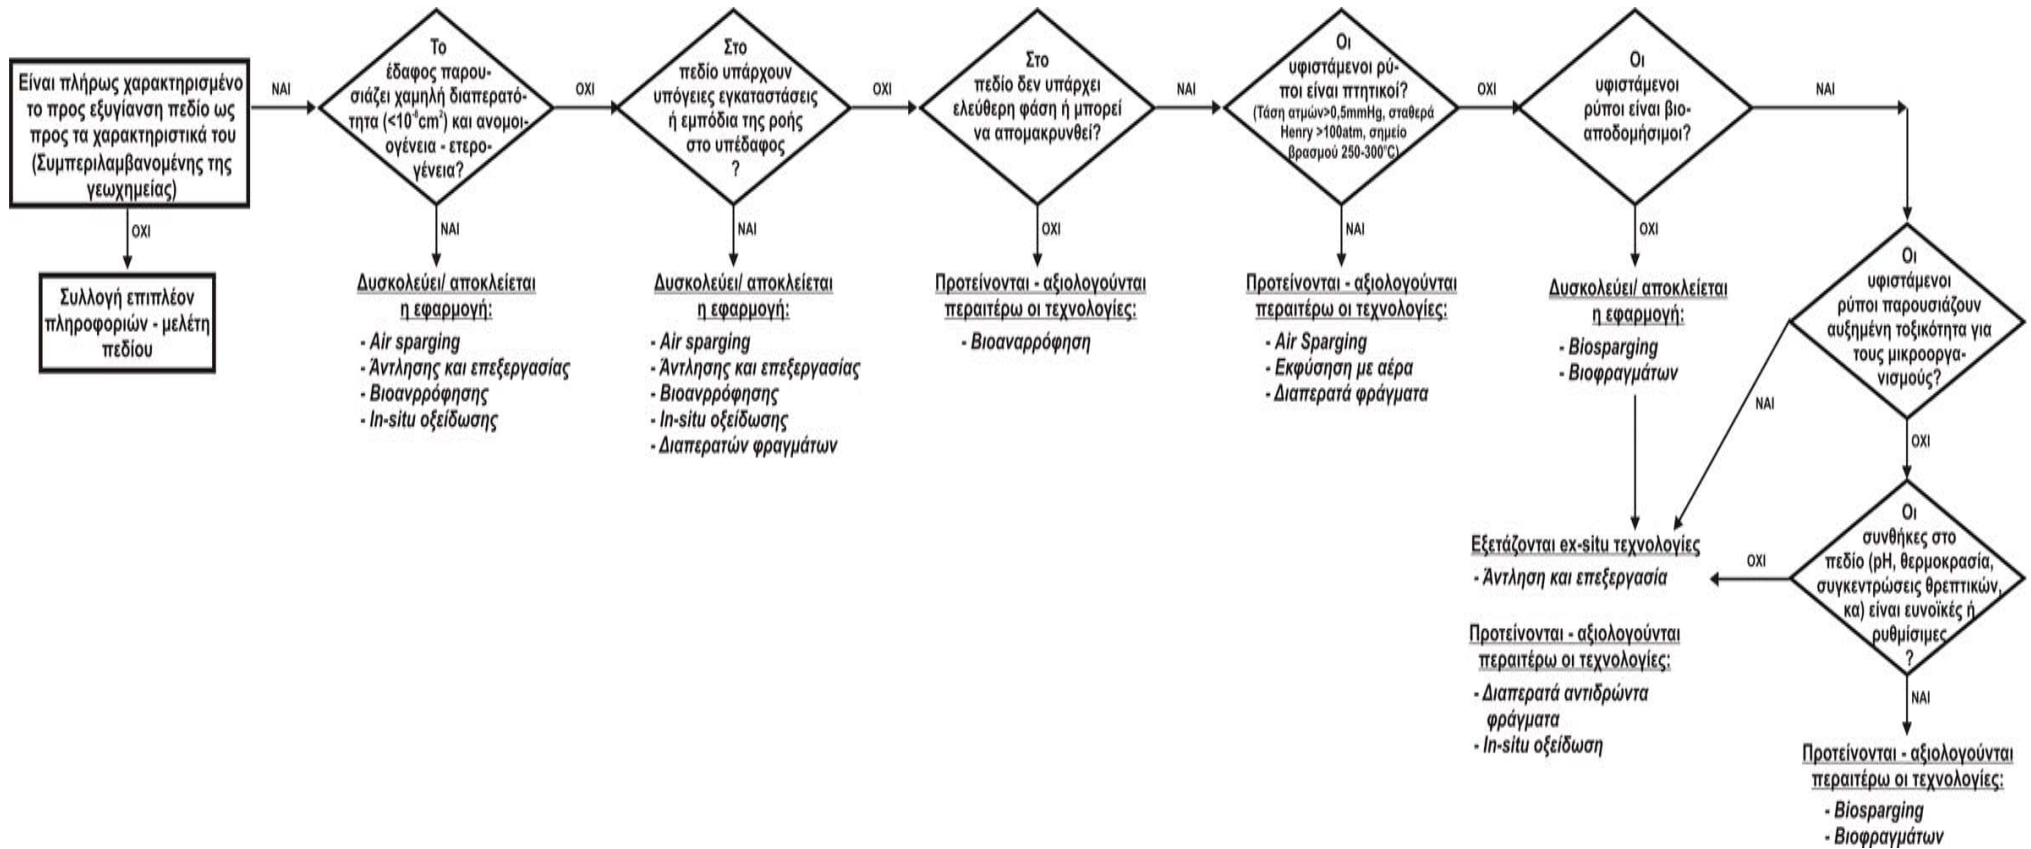 Είναι πλήρως χαρακτηρισμένο
το προς εξυγίανση πεδίο ως
προς τα χαρακτηριστικά του
(Συμπεριλαμβανομένης της
γεωχημείας)
ΝΑΙ
ΟΧΙ
Συλλογή επιπλέον
πληροφοριών - μελέτη
πεδίου
Το
έδαφος παρου-
σιάζει χαμηλή διαπερατό-
τητα (<10⁻⁶cm²) και ανομοι-
ογένεια - ετερο-
γένεια?
ΟΧΙ
ΝΑΙ
Δυσκολεύει/ αποκλείεται
η εφαρμογή:
- Air sparging
- Άντλησης και επεξεργασίας
- Βιοανρρόφησης
- In-situ οξείδωσης
Στο
πεδίο υπάρχουν
υπόγειες εγκαταστάσεις
ή εμπόδια της ροής
στο υπέδαφος
?
ΟΧΙ
ΝΑΙ
Δυσκολεύει/ αποκλείεται
η εφαρμογή:
- Air sparging
- Άντλησης και επεξεργασίας
- Βιοανρρόφησης
- In-situ οξείδωσης
- Διαπερατών φραγμάτων
Στο
πεδίο δεν υπάρχει
ελεύθερη φάση ή μπορεί
να απομακρυνθεί?
ΝΑΙ
ΟΧΙ
Προτείνονται - αξιολογούνται
περαιτέρω οι τεχνολογίες:
- Βιοαναρρόφηση
Οι
υφιστάμενοι ρύ-
ποι είναι πτητικοί?
(Τάση ατμών>0,5mmHg, σταθερά
Henry >100atm, σημείο
βρασμού 250-300°C)
ΟΧΙ
ΝΑΙ
Προτείνονται - αξιολογούνται
περαιτέρω οι τεχνολογίες:
- Air Sparging
- Εκφύσηση με αέρα
- Διαπερατά φράγματα
Οι
υφιστάμενοι
ρύποι είναι βιο-
αποδομήσιμοι?
ΝΑΙ
ΟΧΙ
Δυσκολεύει/ αποκλείεται
η εφαρμογή:
- Biosparging
- Βιοφραγμάτων
Οι
υφιστάμενοι
ρύποι παρουσιάζουν
αυξημένη τοξικότητα για
τους μικροοργα-
νισμούς?
ΝΑΙ
ΟΧΙ
Οι
συνθήκες στο
πεδίο (pH, θερμοκρασία,
συγκεντρώσεις θρεπτικών,
κα) είναι ευνοϊκές ή
ρυθμίσιμες
?
ΟΧΙ
ΝΑΙ
Εξετάζονται ex-situ τεχνολογίες
- Άντληση και επεξεργασία
Προτείνονται - αξιολογούνται
περαιτέρω οι τεχνολογίες:
- Διαπερατά αντιδρώντα
φράγματα
- In-situ οξείδωση
Προτείνονται - αξιολογούνται
περαιτέρω οι τεχνολογίες:
- Biosparging
- Βιοφραγμάτων